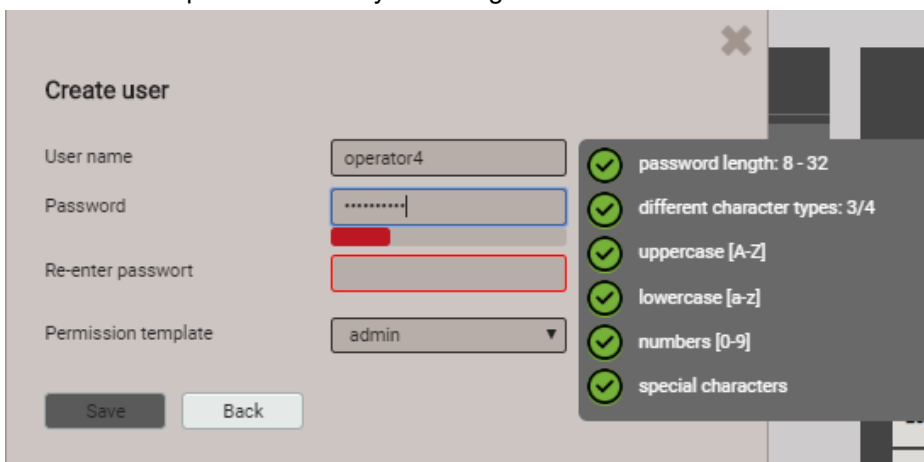 Create user
User name
operator4
Password
••••••••••
Re-enter passwort
Permission template
admin
Save
Back
password length: 8 - 32
different character types: 3/4
uppercase [A-Z]
lowercase [a-z]
numbers [0-9]
special characters